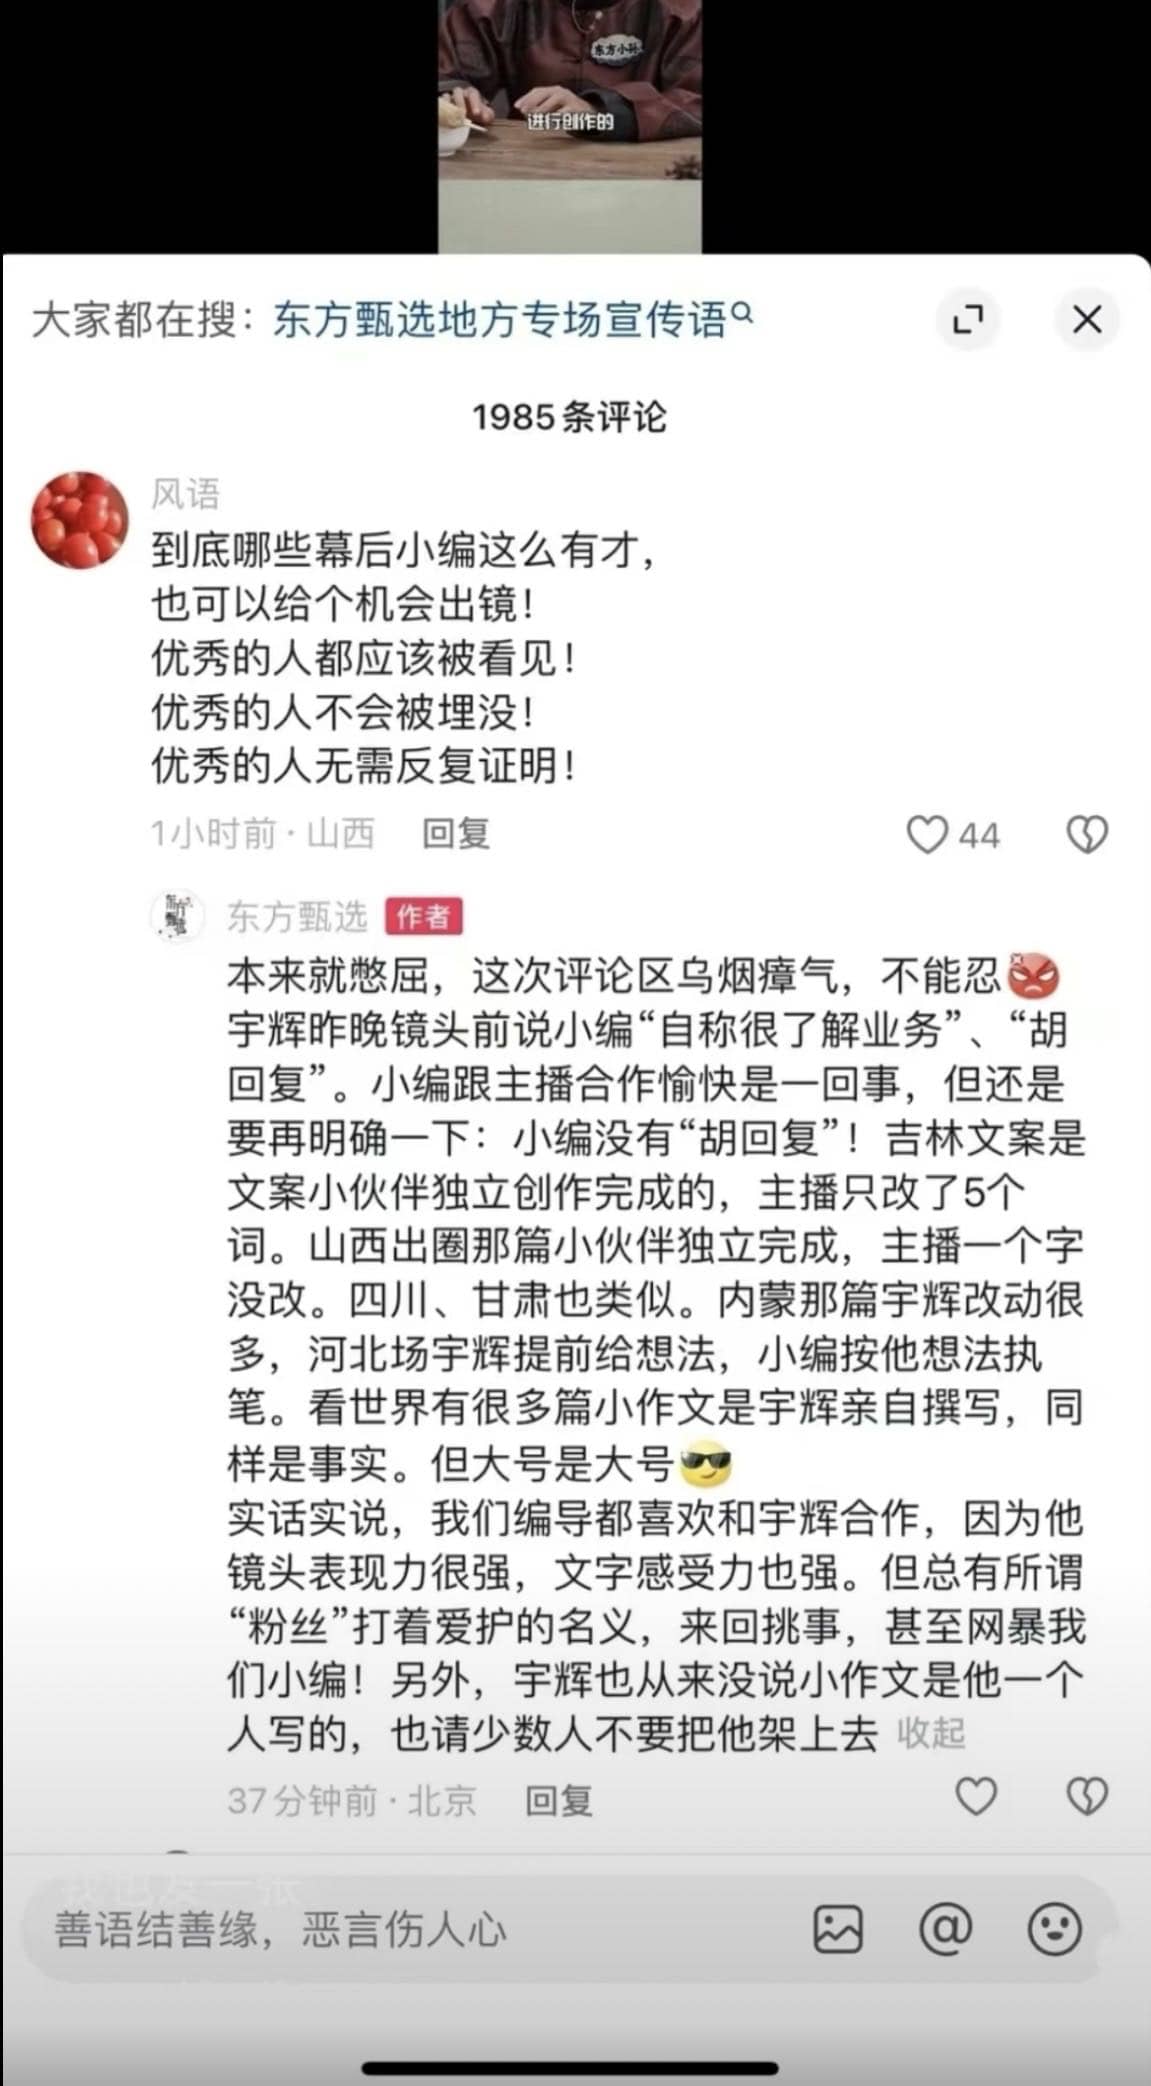 东方小孙
进行创作的
大家都在搜：东方甄选地方专场宣传语
1985条评论
风语
到底哪些幕后小编这么有才，
也可以给个机会出镜！
优秀的人都应该被看见！
优秀的人不会被埋没！
优秀的人无需反复证明！
1小时前·山西 回复 44
东方甄选 作者
本来就憋屈，这次评论区乌烟瘴气，不能忍😡
宇辉昨晚镜头前说小编“自称很了解业务”、“胡
回复”。小编跟主播合作愉快是一回事，但还是
要再明确一下：小编没有“胡回复”！吉林文案是
文案小伙伴独立创作完成的，主播只改了5个
词。山西出圈那篇小伙伴独立完成，主播一个字
没改。四川、甘肃也类似。内蒙那篇宇辉改动很
多，河北场宇辉提前给想法，小编按他想法执
笔。看世界有很多篇小作文是宇辉亲自撰写，同
样是事实。但大号是大号😎
实话实说，我们编导都喜欢和宇辉合作，因为他
镜头表现力很强，文字感受力也强。但总有所谓
“粉丝”打着爱护的名义，来回挑事，甚至网暴我
们小编！另外，宇辉也从来没说小作文是他一个
人写的，也请少数人不要把他架上去 收起
37分钟前·北京 回复
善语结善缘，恶言伤人心